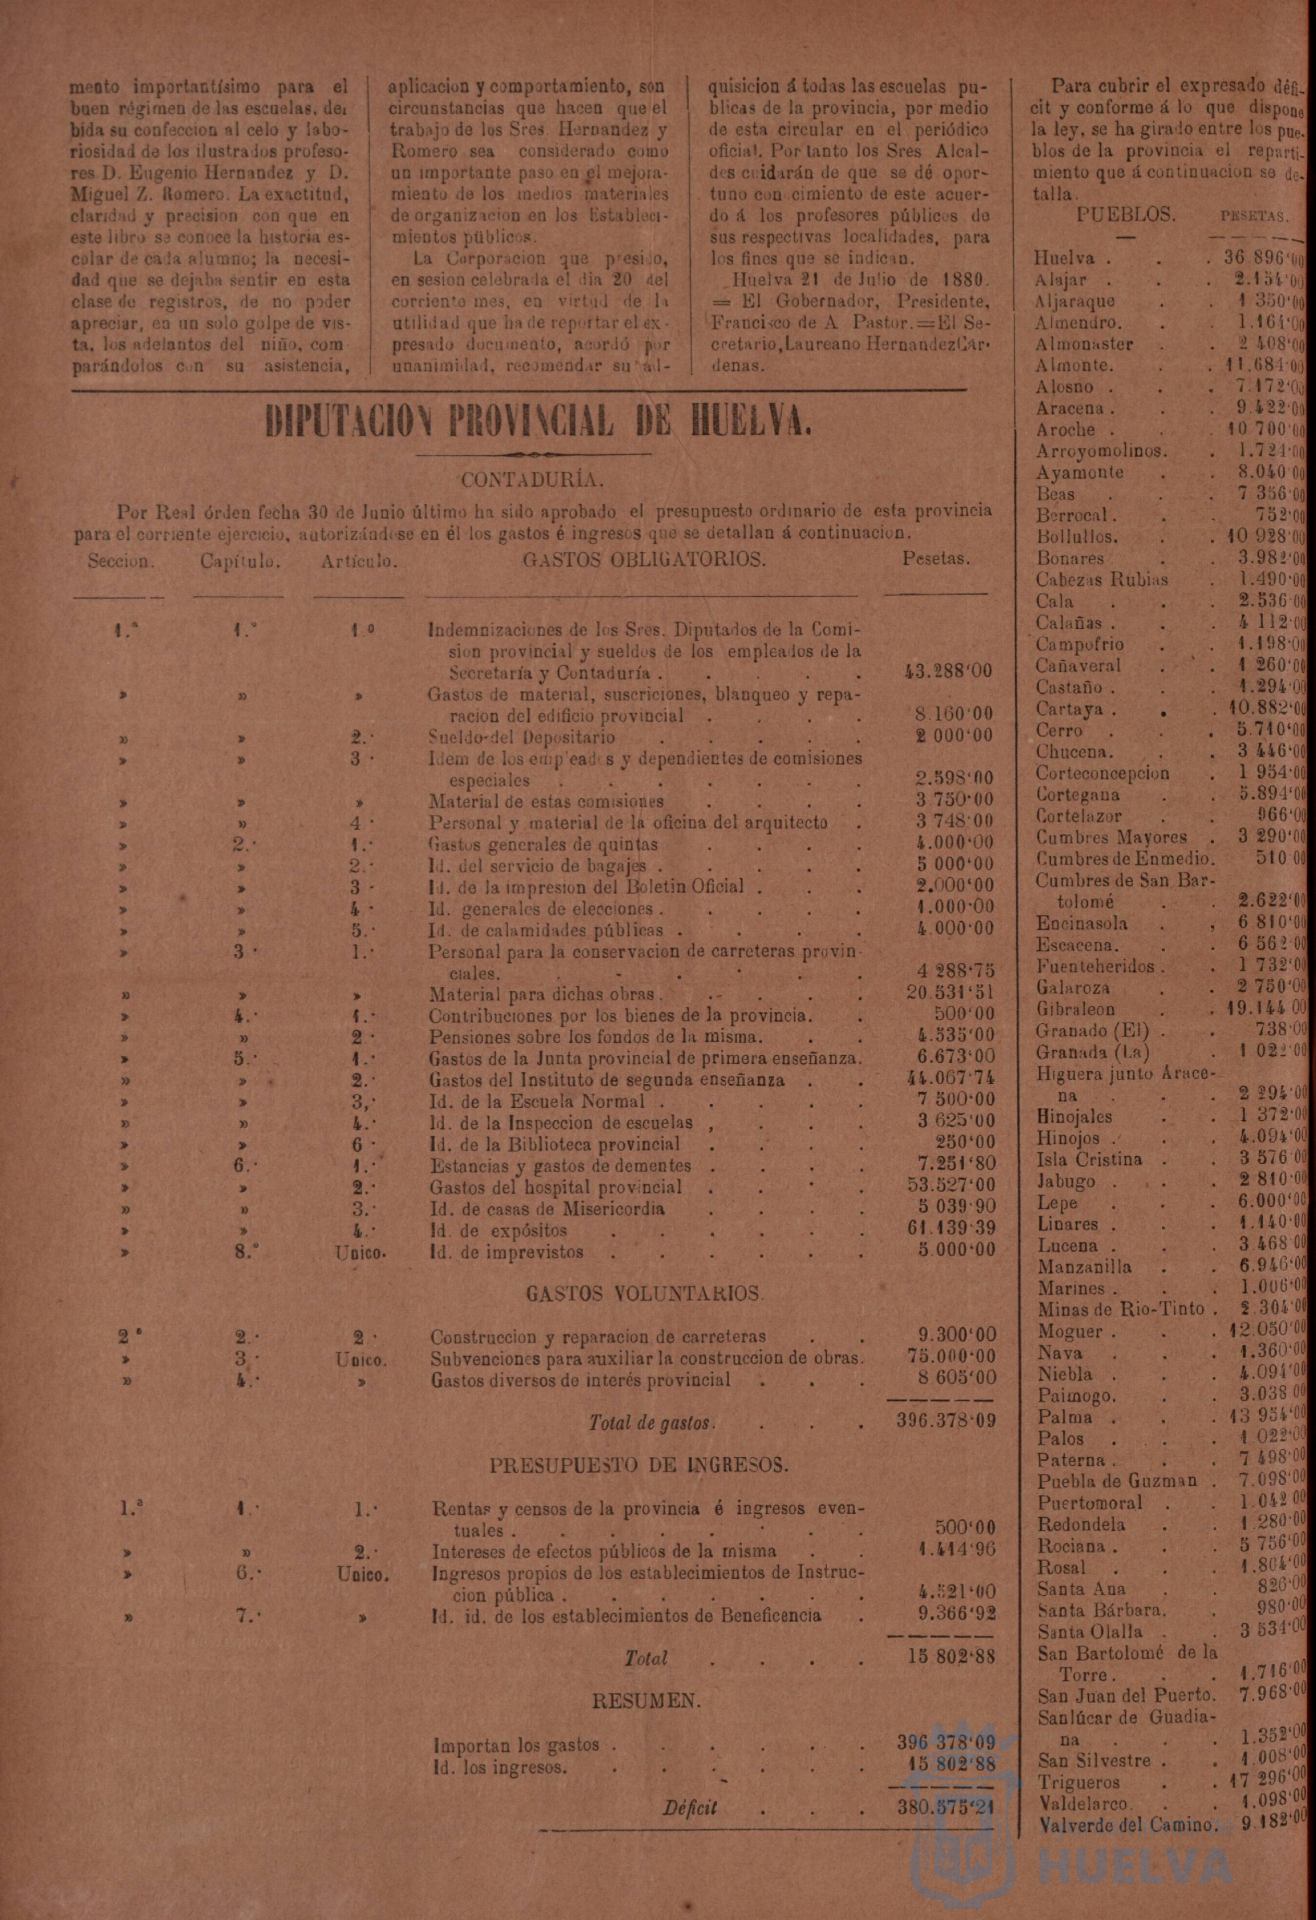 mento importantísimo para el
buen régimen de las escuelas, de
bida su confeccion al celo y labo-
riosidad de los ilustrados profeso-
res D. Eugenio Hernandez y D.
Miguel Z. Romero. La exactitud,
claridad y precision con que en
este libro se conoce la historia es-
colar de cada alumno; la necesi-
dad que se dejaba sentir en esta
clase de registros, de no poder
apreciar, en un solo golpe de vis-
ta, los adelantos del niño, com
parándolos con su asistencia,
aplicacion y comportamiento, son
circunstancias que hacen que el
trabajo de los Sres. Hernandez y
Romero sea considerado como
un importante paso en el mejora-
miento de los medios materiales
de organizacion en los Estableci-
mientos públicos.
La Corporacion que presido,
en sesion celebrada el dia 20 del
corriente mes, en virtud de la
utilidad que ha de reportar el ex-
presado documento, acordó por
unanimidad, recomendar su ad-
quisicion á todas las escuelas pú-
blicas de la provincia, por medio
de esta circular en el periódico
oficial. Por tanto los Sres Alcal-
des cuidarán de que se dé opor-
tuno con cimiento de este acuer-
do á los profesores públicos de
sus respectivas localidades, para
los fines que se indican.
Huelva 21 de Julio de 1880.
= El Gobernador, Presidente,
Francisco de A Pastor.=El Se-
cretario, Laureano Hernandez Cár-
denas.
DIPUTACION PROVINCIAL DE HUELVA.
CONTADURÍA.
Por Real órden fecha 30 de Junio último ha sido aprobado el presupuesto ordinario de esta provincia
para el corriente ejercicio, autorizándose en él los gastos é ingresos que se detallan á continuacion.
Seccion. Capítulo. Artículo. GASTOS OBLIGATORIOS. Pesetas.
1.ª 1.º 1.º Indemnizaciones de los Sres. Diputados de la Comi-
sion provincial y sueldos de los empleados de la
Secretaría y Contaduría . . . . . 43.288'00
» » » Gastos de material, suscriciones, blanqueo y repa-
racion del edificio provincial . . . . 8.160'00
» » 2.º Sueldo del Depositario . . . . . 2 000'00
» » 3º Idem de los empleados y dependientes de comisiones
especiales . . . . . . 2.598'00
» » » Material de estas comisiones . . . . 3 750'00
» » 4º Personal y material de la oficina del arquitecto . 3 748'00
» 2.º 1.º Gastos generales de quintas . . . . 4.000'00
» » 2.º Id. del servicio de bagajes . . . . . 5 000'00
» » 3º Id. de la impresion del Boletin Oficial . . . 2.000'00
» » 4º Id. generales de elecciones . . . . . 1.000'00
» » 5.º Id. de calamidades públicas . . . . 4.000'00
» 3º 1.º Personal para la conservacion de carreteras provin-
ciales. . . . . . . 4 288'75
» » » Material para dichas obras . . . . . 20.531'51
» 4.º 1.º Contribuciones por los bienes de la provincia. . 500'00
» » 2º Pensiones sobre los fondos de la misma. . . 4.535'00
» 5.º 1.º Gastos de la Junta provincial de primera enseñanza. 6.673'00
» » 2.º Gastos del Instituto de segunda enseñanza . . 44.067'74
» » 3,º Id. de la Escuela Normal . . . . . 7 500'00
» » 4.º Id. de la Inspeccion de escuelas , . . . 3 625'00
» » 6º Id. de la Biblioteca provincial . . . . 250'00
» 6.º 1.º Estancias y gastos de dementes . . . . 7.251'80
» » 2.º Gastos del hospital provincial . . . . 53.527'00
» » 3.º Id. de casas de Misericordia . . . . 5 039'90
» » 4.º Id. de expósitos . . . . . 61.139'39
» 8.º Unico. Id. de imprevistos . . . . . . 5.000'00
GASTOS VOLUNTARIOS.
2ª 2.º 2º Construccion y reparacion de carreteras . . 9.300'00
» 3.º Unico. Subvenciones para auxiliar la construccion de obras. 75.000'00
» 4.º » Gastos diversos de interés provincial . . . 8 605'00
Total de gastos. . . . 396.378'09
PRESUPUESTO DE INGRESOS.
1.ª 1.º 1.º Rentas y censos de la provincia é ingresos even-
tuales . . . . . . . 500'00
» » 2.º Intereses de efectos públicos de la misma . . 1.414'96
» 6.º Unico. Ingresos propios de los establecimientos de Instruc-
cion pública . . . . . . 4.521'00
» 7.º » Id. id. de los establecimientos de Beneficencia . 9.366'92
Total . . . . 15 802'88
RESUMEN.
Importan los gastos . . . . . . 396 378'09
Id. los ingresos. . . . . . . 15 802'88
Déficit . . . 380.575'21
Para cubrir el expresado défi-
cit y conforme á lo que dispone
la ley, se ha girado entre los pue-
blos de la provincia el reparti-
miento que á continuacion se de-
talla.
PUEBLOS. PESETAS.
Huelva . . . 36 896'00
Alajar . . . 2.154'00
Aljaraque . . 1 350'00
Almendro. . . 1.164'00
Almonaster . . 2 408'00
Almonte. . . 11.684'00
Alosno . . . 7.172'00
Aracena . . . 9.422'00
Aroche . . . 10 700'00
Arroyomolinos. . 1.724'00
Ayamonte . . 8.040'00
Beas . . . 7 356'00
Berrocal. . . 752'00
Bollullos. . . 10 928'00
Bonares . . 3.982'00
Cabezas Rubias . 1.490'00
Cala . . . 2.536'00
Calañas . . . 4 112'00
Campofrio . . 1.198'00
Cañaveral . . 1 260'00
Castaño . . . 1.294'00
Cartaya . . . 10.882'00
Cerro . . . 5.710'00
Chucena. . . 3 446'00
Corteconcepcion . 1 954'00
Cortegana . . 5.894'00
Cortelazor . . 966'00
Cumbres Mayores . 3 290'00
Cumbres de Enmedio. 510'00
Cumbres de San Bar-
tolomé . . 2.622'00
Encinasola . . 6 810'00
Escacena. . . 6 562'00
Fuenteheridos . . 1 732'00
Galaroza . . 2 750'00
Gibraleon . . 19.144 00
Granado (El) . . 738'00
Granada (La) . 1 022'00
Higuera junto Arace-
na . . . 2 294'00
Hinojales . . 1 372'00
Hinojos . . . 4.094'00
Isla Cristina . . 3 576'00
Jabugo . . . 2 810'00
Lepe . . . 6.000'00
Linares . . . 1.140'00
Lucena . . . 3.468'00
Manzanilla . . 6.946'00
Marines . . . 1.006'00
Minas de Rio-Tinto . 2.304'00
Moguer . . . 12.050'00
Nava . . . 1.360'00
Niebla . . . 4.094'00
Paimogo. . . 3.038 00
Palma . . . 13 954'00
Palos . . . 1 022'00
Paterna . . . 7 498'00
Puebla de Guzman . 7.098'00
Puertomoral . . 1.042 00
Redondela . . 1 280'00
Rociana . . . 5 756'00
Rosal . . . 1.804'00
Santa Ana . . 826'00
Santa Bárbara. . 980'00
Santa Olalla . . 3 534'00
San Bartolomé de la
Torre . . . 1.716'00
San Juan del Puerto. 7.968'00
Sanlúcar de Guadia-
na . . . 1.352'00
San Silvestre . . 1.008'00
Trigueros . . 17 296'00
Valdelarco. . . 1.098'00
Valverde del Camino. 9.182'00
HUELVA